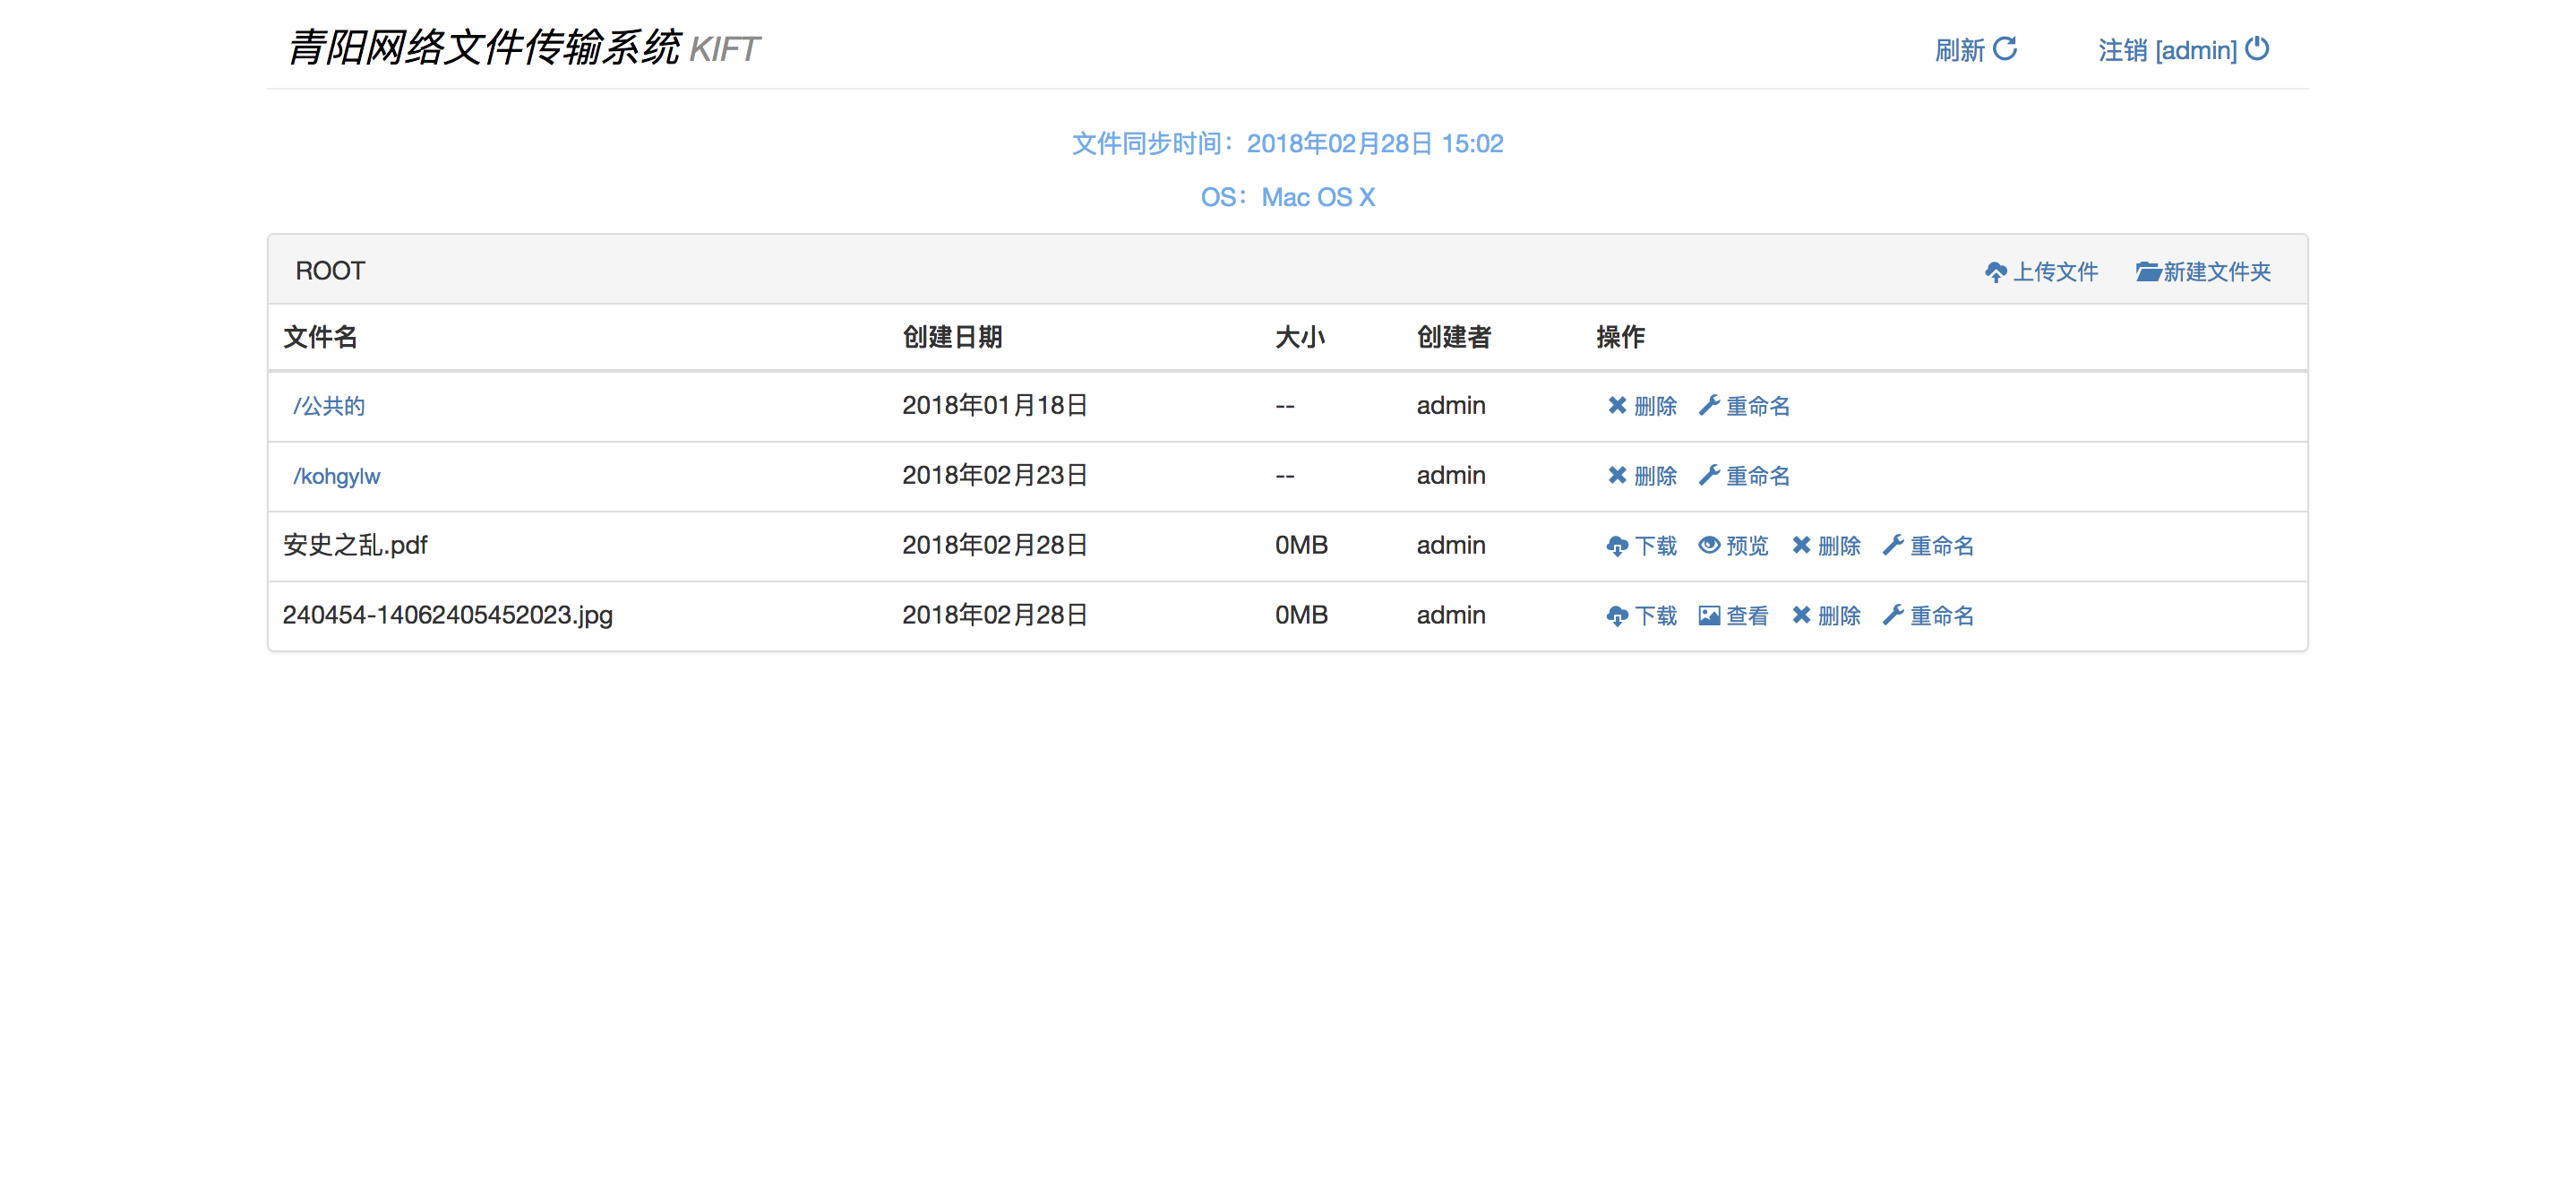 青阳网络文件传输系统 KIFT 刷新 注销 [admin]
文件同步时间：2018年02月28日 15:02
OS：Mac OS X
ROOT 上传文件 新建文件夹
文件名 创建日期 大小 创建者 操作
/公共的 2018年01月18日 -- admin 删除 重命名
/kohgylw 2018年02月23日 -- admin 删除 重命名
安史之乱.pdf 2018年02月28日 0MB admin 下载 预览 删除 重命名
240454-14062405452023.jpg 2018年02月28日 0MB admin 下载 查看 删除 重命名